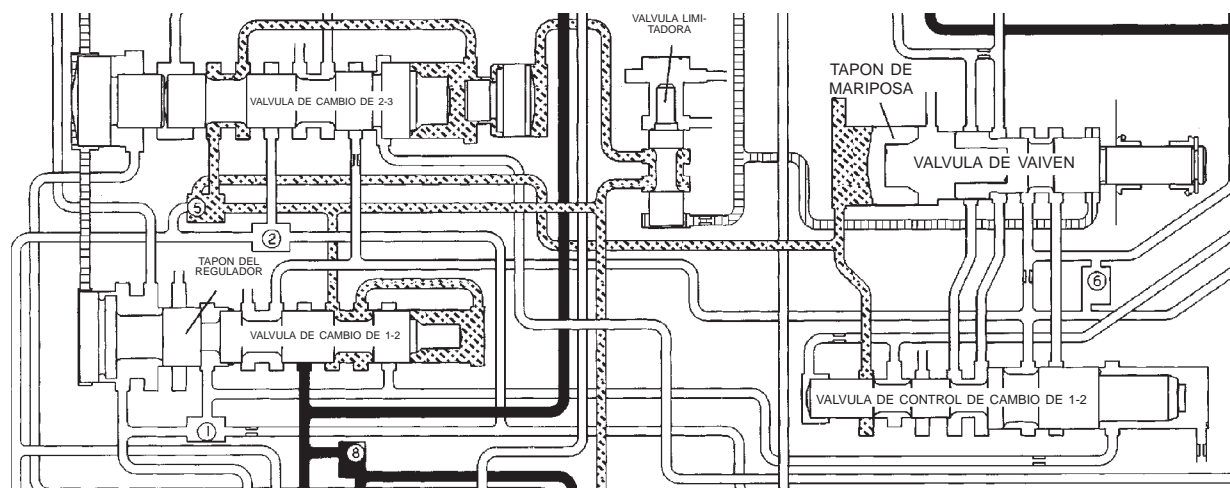 VALVULA LIMI-
TADORA
TAPON DE
MARIPOSA
VALVULA DE CAMBIO DE 2-3
VALVULA DE VAIVEN
5
2
TAPON DEL
REGULADOR
6
VALVULA DE CAMBIO DE 1-2
VALVULA DE CONTROL DE CAMBIO DE 1-2
1
8